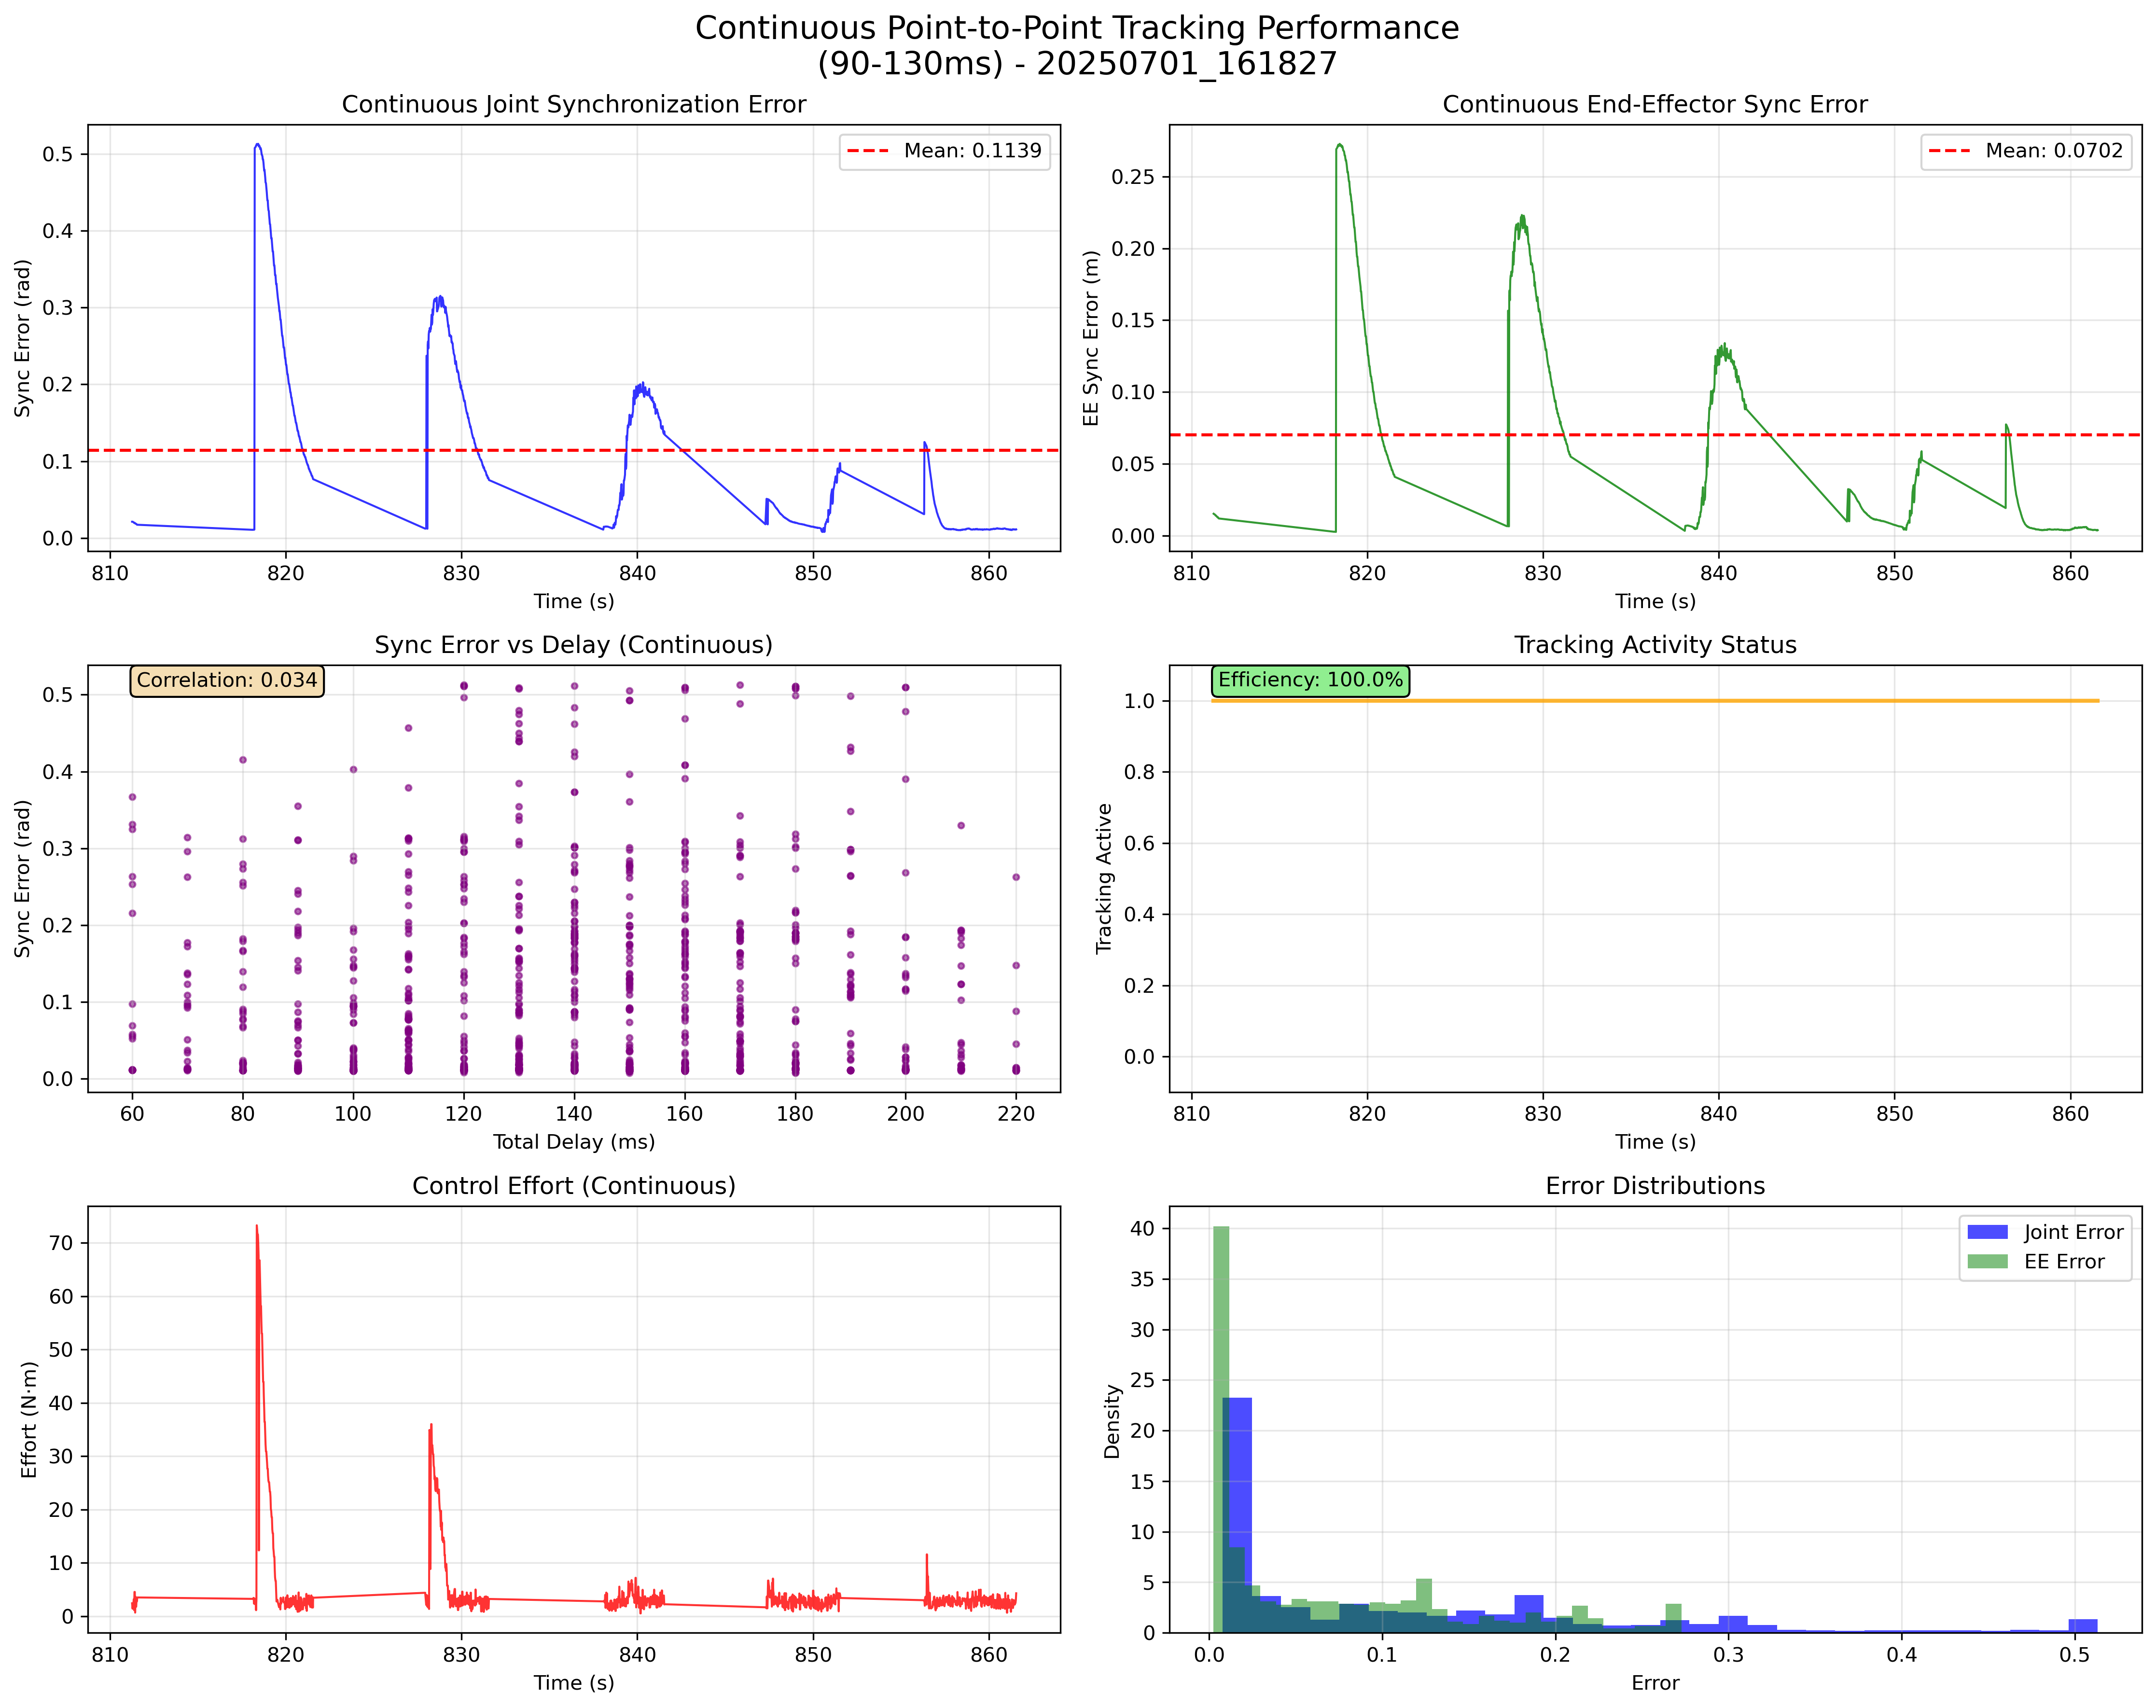 Continuous Point-to-Point Tracking Performance
(90-130ms) - 20250701_161827
Continuous Joint Synchronization Error
Mean: 0.1139
Sync Error (rad)
0.5
0.4
0.3
0.2
0.1
0.0
810 820 830 840 850 860
Time (s)
Continuous End-Effector Sync Error
Mean: 0.0702
EE Sync Error (m)
0.25
0.20
0.15
0.10
0.05
0.00
810 820 830 840 850 860
Time (s)
Sync Error vs Delay (Continuous)
Correlation: 0.034
Sync Error (rad)
0.5
0.4
0.3
0.2
0.1
0.0
60 80 100 120 140 160 180 200 220
Total Delay (ms)
Tracking Activity Status
Efficiency: 100.0%
Tracking Active
1.0
0.8
0.6
0.4
0.2
0.0
810 820 830 840 850 860
Time (s)
Control Effort (Continuous)
Effort (N·m)
70
60
50
40
30
20
10
0
810 820 830 840 850 860
Time (s)
Error Distributions
Joint Error
EE Error
Density
40
35
30
25
20
15
10
5
0
0.0 0.1 0.2 0.3 0.4 0.5
Error